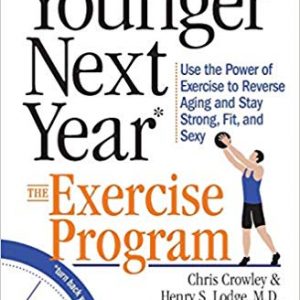 Younger
Next
Year*
Use the Power of
Exercise to Reverse
Aging and Stay
Strong, Fit, and
Sexy
THE Exercise
Program
*turn back
Chris Crowley &
Henry S. Lodge, M.D.